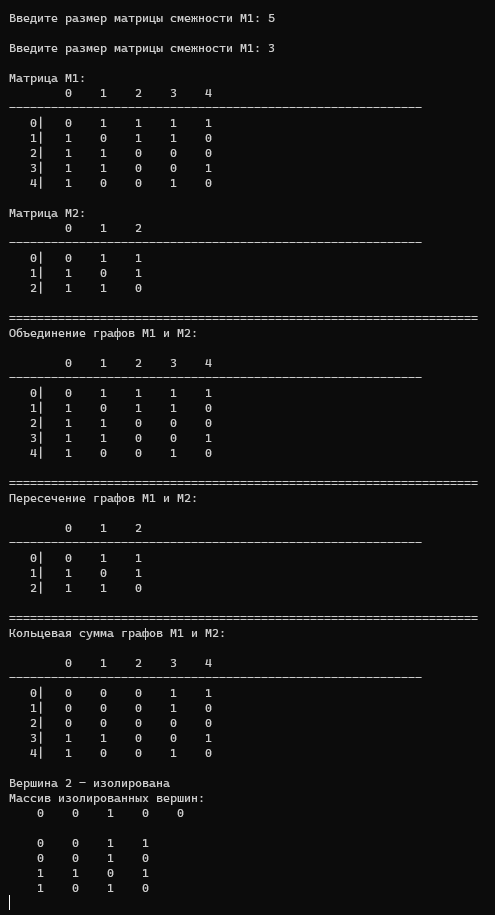 Введите размер матрицы смежности M1: 5
Введите размер матрицы смежности M1: 3
Матрица M1:
0 1 2 3 4
0| 0 1 1 1 1
1| 1 0 1 1 0
2| 1 1 0 0 0
3| 1 1 0 0 1
4| 1 0 0 1 0
Матрица M2:
0 1 2
0| 0 1 1
1| 1 0 1
2| 1 1 0
Объединение графов M1 и M2:
0 1 2 3 4
0| 0 1 1 1 1
1| 1 0 1 1 0
2| 1 1 0 0 0
3| 1 1 0 0 1
4| 1 0 0 1 0
Пересечение графов M1 и M2:
0 1 2
0| 0 1 1
1| 1 0 1
2| 1 1 0
Кольцевая сумма графов M1 и M2:
0 1 2 3 4
0| 0 0 0 1 1
1| 0 0 0 1 0
2| 0 0 0 0 0
3| 1 1 0 0 1
4| 1 0 0 1 0
Вершина 2 - изолирована
Массив изолированных вершин:
0 0 1 0 0
0 0 1 1
0 0 1 0
1 1 0 1
1 0 1 0